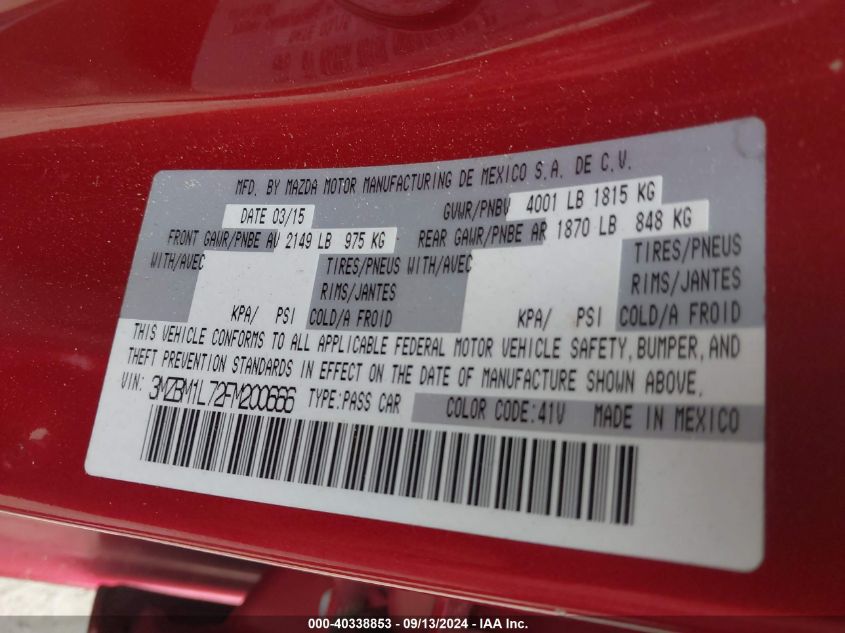 MFD. BY MAZDA MOTOR MANUFACTURING DE MEXICO S.A. DE C.V.
DATE 03/15 GVWR/PNBV 4001 LB 1815 KG
FRONT GAWR/PNBE AV 2149 LB 975 KG REAR GAWR/PNBE AR 1870 LB 848 KG
WITH/AVEC TIRES/PNEUS WITH/AVEC TIRES/PNEUS
RIMS/JANTES RIMS/JANTES
KPA/ PSI COLD/A FROID KPA/ PSI COLD/A FROID
THIS VEHICLE CONFORMS TO ALL APPLICABLE FEDERAL MOTOR VEHICLE SAFETY, BUMPER, AND
THEFT PREVENTION STANDARDS IN EFFECT ON THE DATE OF MANUFACTURE SHOWN ABOVE.
VIN: 3MZBM1L72FM200666 TYPE:PASS CAR COLOR CODE:41V MADE IN MEXICO
000-40338853 - 09/13/2024 - IAA Inc.